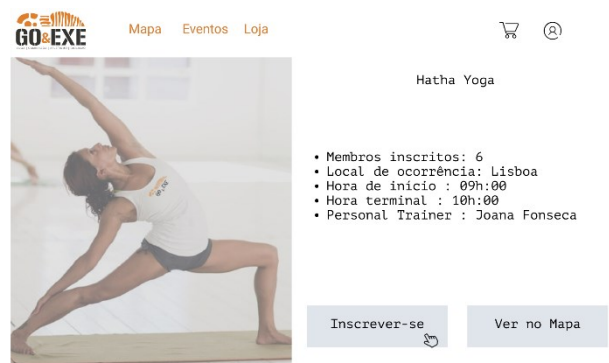 GO&EXE
Mapa Eventos Loja
Hatha Yoga
• Membros inscritos: 6
• Local de ocorrência: Lisboa
• Hora de inicio : 09h:00
• Hora terminal : 10h:00
• Personal Trainer : Joana Fonseca
Inscrever-se
Ver no Mapa